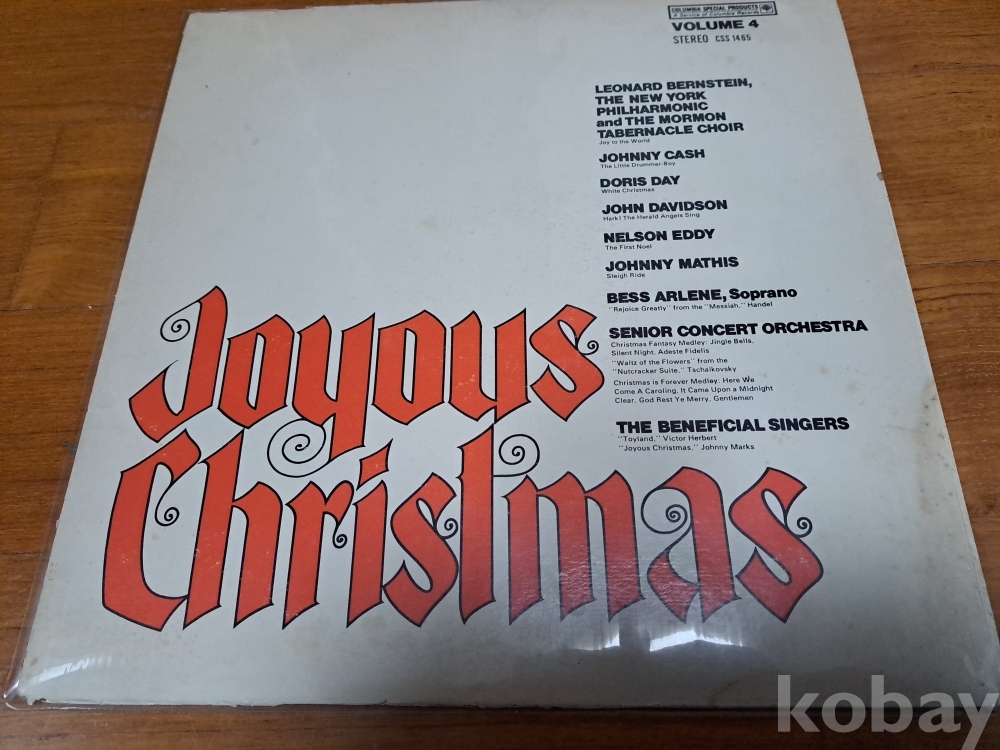 COLUMBIA SPECIAL PRODUCTS
A Service of Columbia Records
VOLUME 4
STEREO CSS 1465
LEONARD BERNSTEIN,
THE NEW YORK
PHILHARMONIC
and THE MORMON
TABERNACLE CHOIR
Joy to the World
JOHNNY CASH
The Little Drummer Boy
DORIS DAY
White Christmas
JOHN DAVIDSON
Hark! The Herald Angels Sing
NELSON EDDY
The First Noel
JOHNNY MATHIS
Sleigh Ride
BESS ARLENE, Soprano
"Rejoice Greatly" from the "Messiah," Handel
SENIOR CONCERT ORCHESTRA
Christmas Fantasy Medley: Jingle Bells,
Silent Night, Adeste Fidelis
"Waltz of the Flowers" from the
"Nutcracker Suite," Tschaikovsky
Christmas is Forever Medley: Here We
Come A Caroling, It Came Upon a Midnight
Clear, God Rest Ye Merry, Gentlemen
THE BENEFICIAL SINGERS
"Toyland," Victor Herbert
"Joyous Christmas," Johnny Marks
Joyous
Christmas
kobay